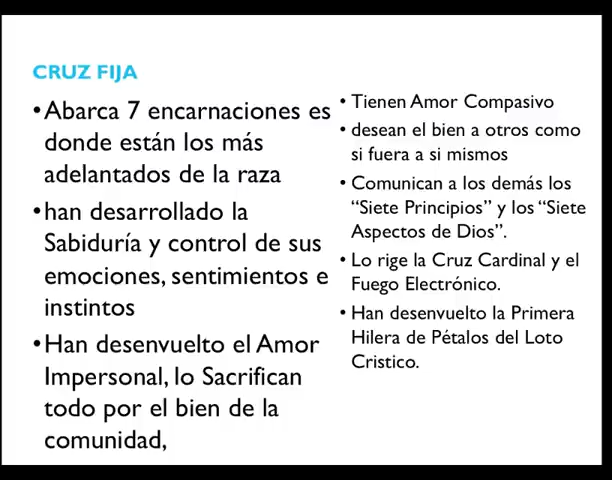 CRUZ FIJA
•Abarca 7 encarnaciones es
donde están los más
adelantados de la raza
•han desarrollado la
Sabiduría y control de sus
emociones, sentimientos e
instintos
•Han desenvuelto el Amor
Impersonal, lo Sacrifican
todo por el bien de la
comunidad,
• Tienen Amor Compasivo
• desean el bien a otros como
si fuera a si mismos
• Comunican a los demás los
“Siete Principios” y los “Siete
Aspectos de Dios”.
• Lo rige la Cruz Cardinal y el
Fuego Electrónico.
• Han desenvuelto la Primera
Hilera de Pétalos del Loto
Cristico.